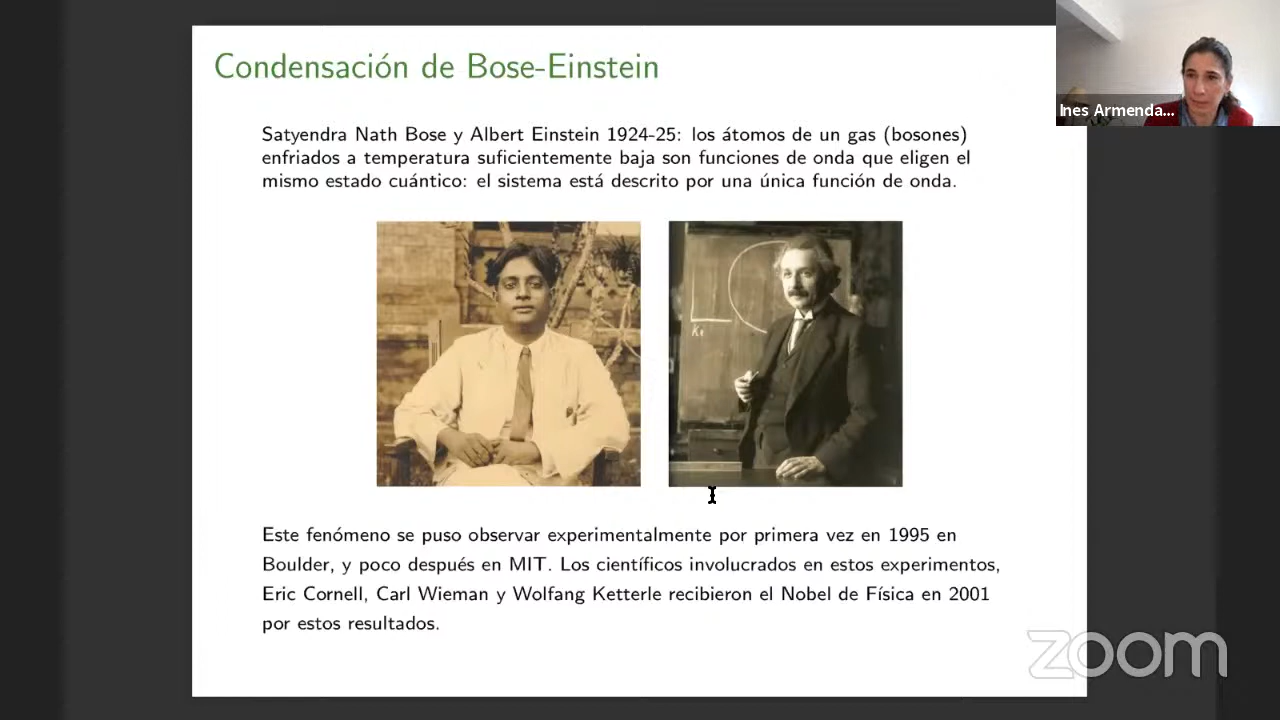 Condensación de Bose-Einstein
Ines Armenda...
Satyendra Nath Bose y Albert Einstein 1924-25: los átomos de un gas (bosones)
enfriados a temperatura suficientemente baja son funciones de onda que eligen el
mismo estado cuántico: el sistema está descrito por una única función de onda.
Este fenómeno se puso observar experimentalmente por primera vez en 1995 en
Boulder, y poco después en MIT. Los científicos involucrados en estos experimentos,
Eric Cornell, Carl Wieman y Wolfang Ketterle recibieron el Nobel de Física en 2001
por estos resultados.
zoom